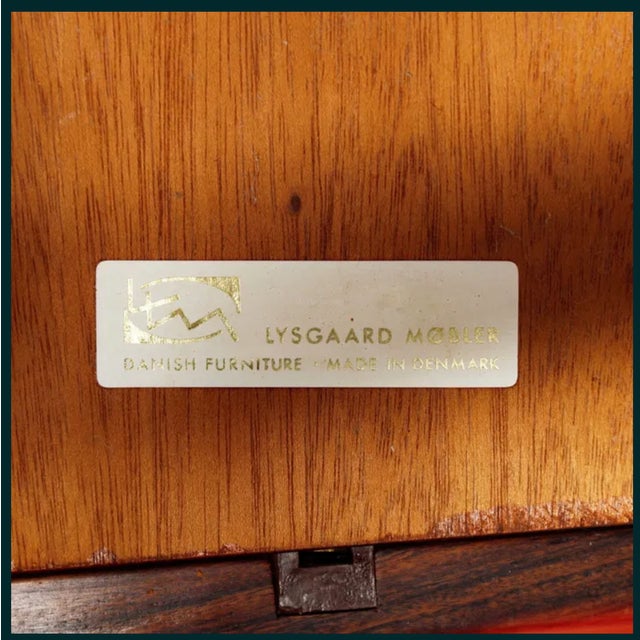 LYSGAARD MØBLER
DANISH FURNITURE · MADE IN DENMARK